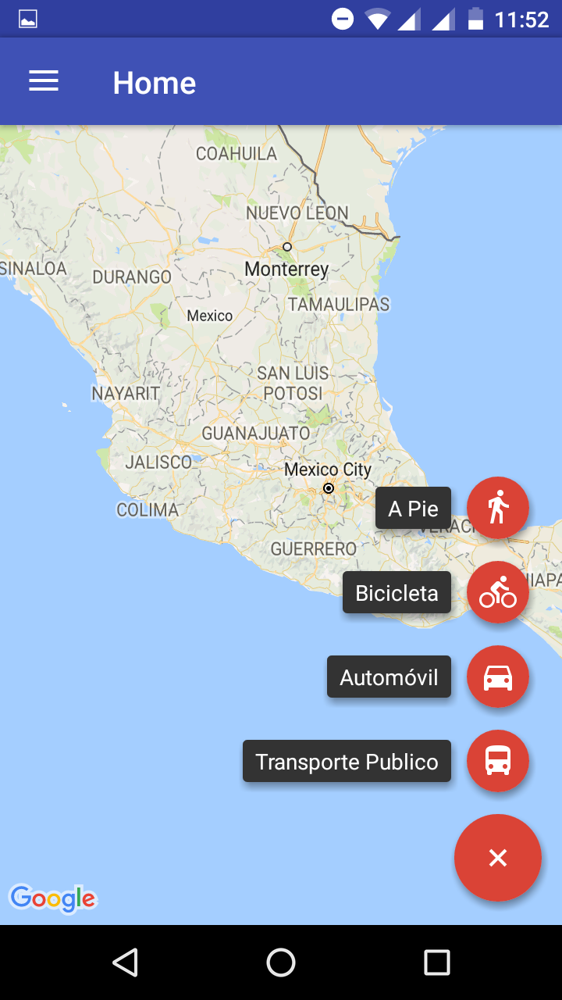 11:52
Home
COAHUILA
NUEVO LEON
Monterrey
SINALOA
DURANGO
TAMAULIPAS
Mexico
SAN LUIS
POTOSI
NAYARIT
GUANAJUATO
JALISCO
Mexico City
COLIMA
A Pie
VERAC
GUERRERO
HIAPA
Bicicleta
Automóvil
Transporte Publico
Google